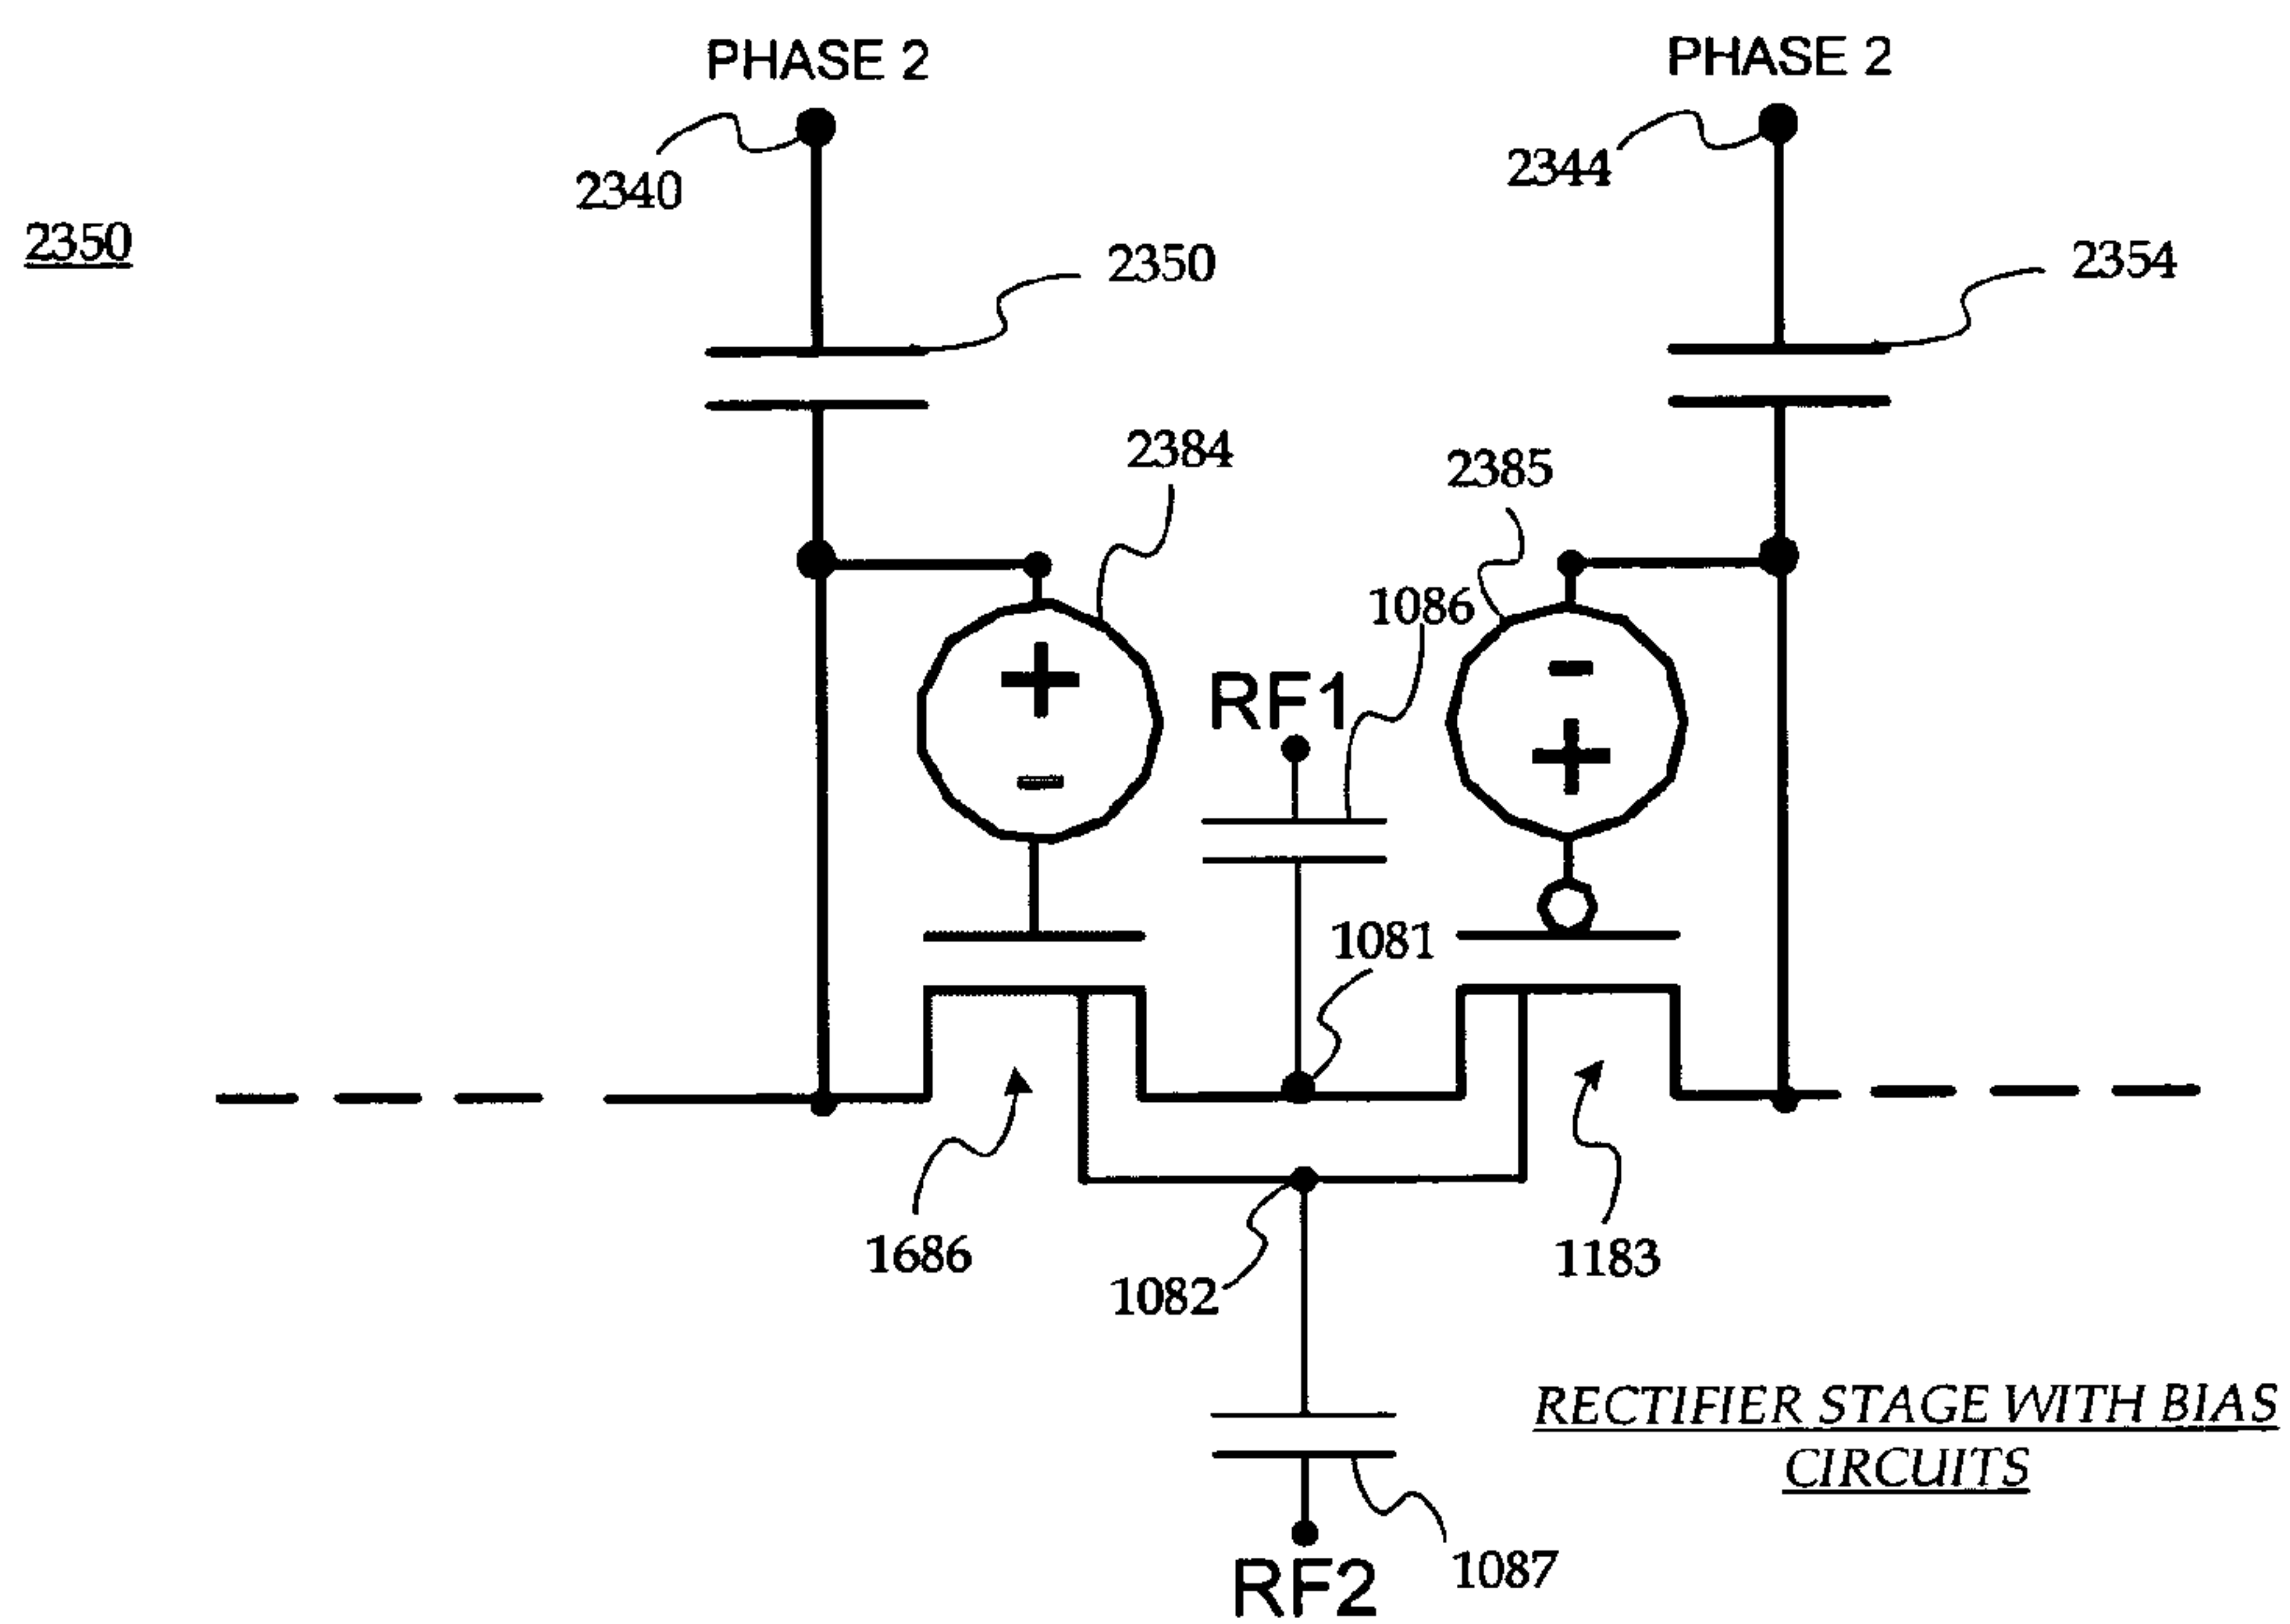 PHASE 2
PHASE 2
2340
2344
2350
2350
2354
2384
2385
1086
RF1
+
-
-
+
1081
1686
1082
1183
RECTIFIER STAGE WITH BIAS
CIRCUITS
RF2
1087